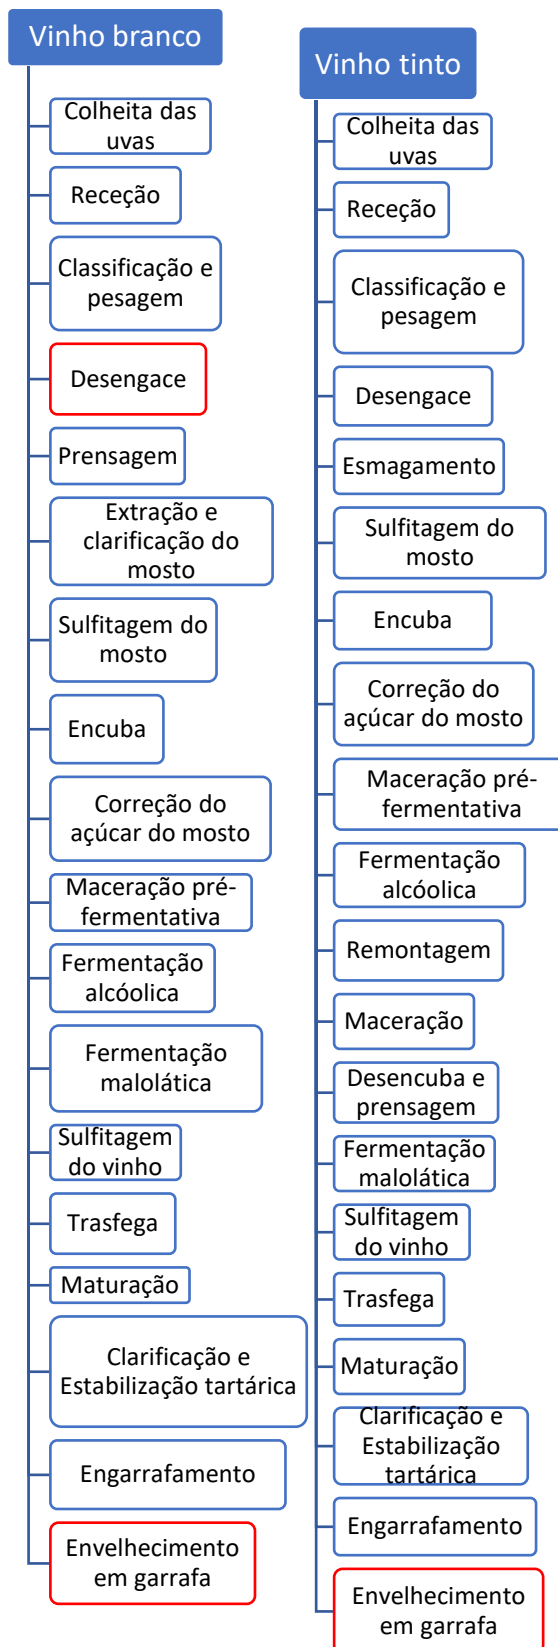 Vinho branco
Colheita das
uvas
Receção
Classificação e
pesagem
Desengace
Prensagem
Extração e
clarificação do
mosto
Sulfitagem do
mosto
Encuba
Correção do
açúcar do mosto
Maceração pré-
fermentativa
Fermentação
alcóolica
Fermentação
malolática
Sulfitagem
do vinho
Trasfega
Maturação
Clarificação e
Estabilização tartárica
Engarrafamento
Envelhecimento
em garrafa
Vinho tinto
Colheita das
uvas
Receção
Classificação e
pesagem
Desengace
Esmagamento
Sulfitagem do
mosto
Encuba
Correção do
açúcar do mosto
Maceração pré-
fermentativa
Fermentação
alcóolica
Remontagem
Maceração
Desencuba e
prensagem
Fermentação
malolática
Sulfitagem
do vinho
Trasfega
Maturação
Clarificação e
Estabilização
tartárica
Engarrafamento
Envelhecimento
em garrafa